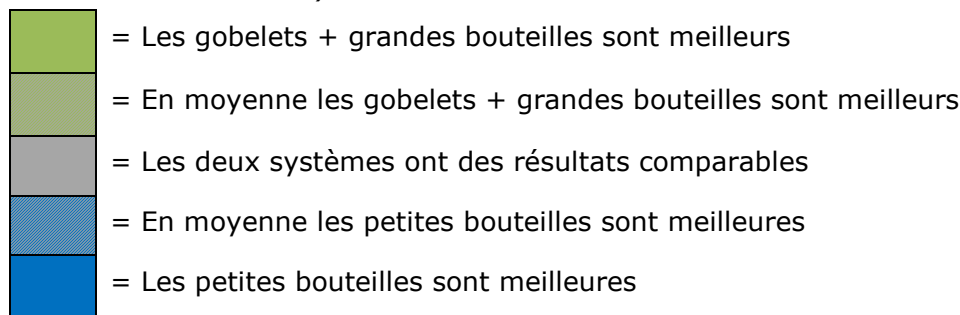 = Les gobelets + grandes bouteilles sont meilleurs
= En moyenne les gobelets + grandes bouteilles sont meilleurs
= Les deux systèmes ont des résultats comparables
= En moyenne les petites bouteilles sont meilleures
= Les petites bouteilles sont meilleures